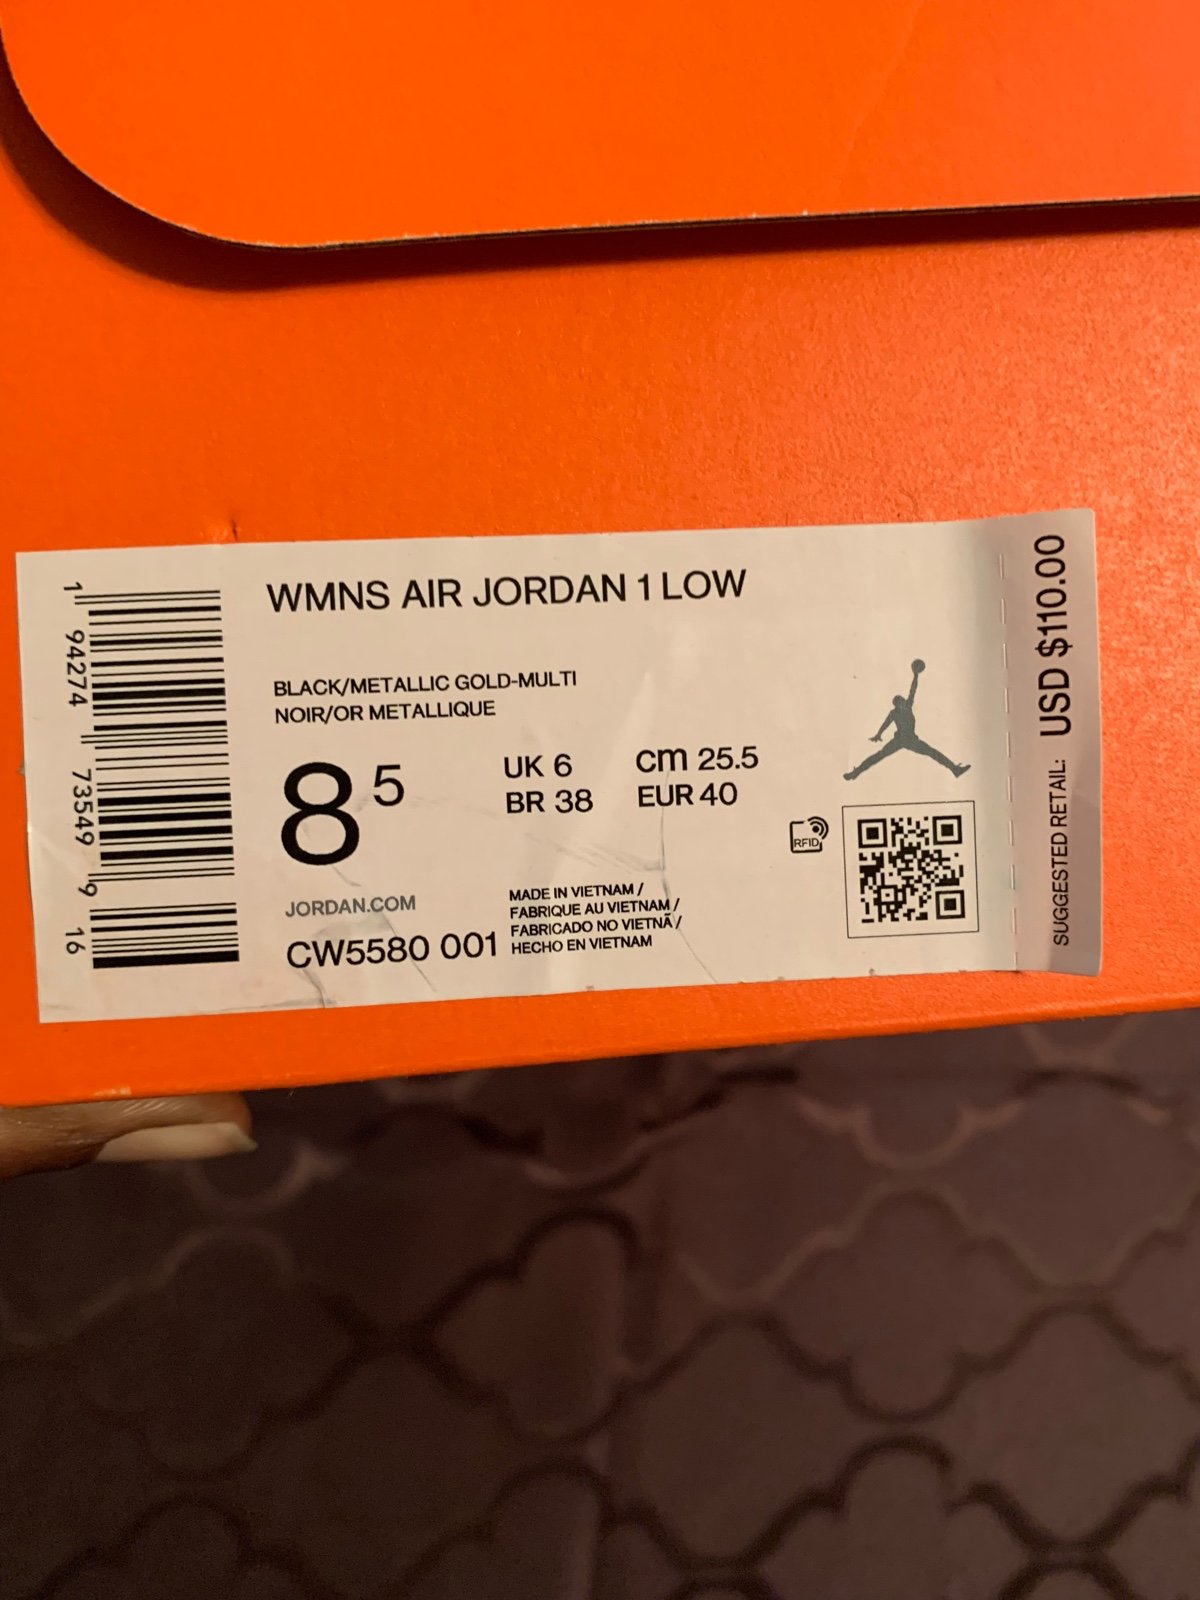 WMNS AIR JORDAN 1 LOW
BLACK/METALLIC GOLD-MULTI
NOIR/OR METALLIQUE
8 5
UK 6
BR 38
cm 25.5
EUR 40
JORDAN.COM
CW5580 001
MADE IN VIETNAM /
FABRIQUE AU VIETNAM /
FABRICADO NO VIETNÃ /
HECHO EN VIETNAM
RFID
1 94274 73549 9 16
SUGGESTED RETAIL: USD $110.00